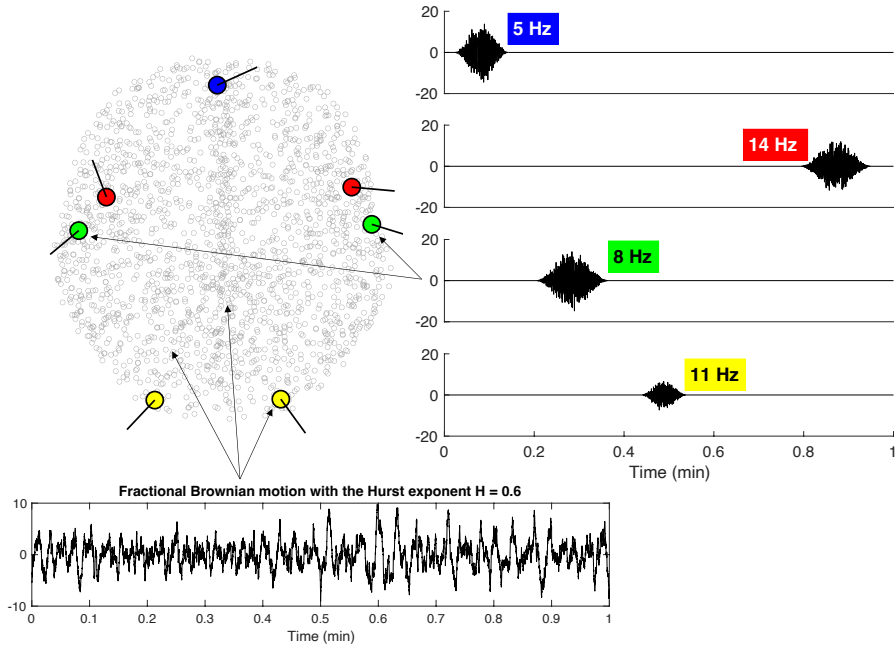 20
0
-20
5 Hz
20
0
-20
14 Hz
20
0
-20
8 Hz
20
0
-20
11 Hz
0 0.2 0.4 0.6 0.8 1
Time (min)
Fractional Brownian motion with the Hurst exponent H = 0.6
10
0
-10
0 0.1 0.2 0.3 0.4 0.5 0.6 0.7 0.8 0.9 1
Time (min)